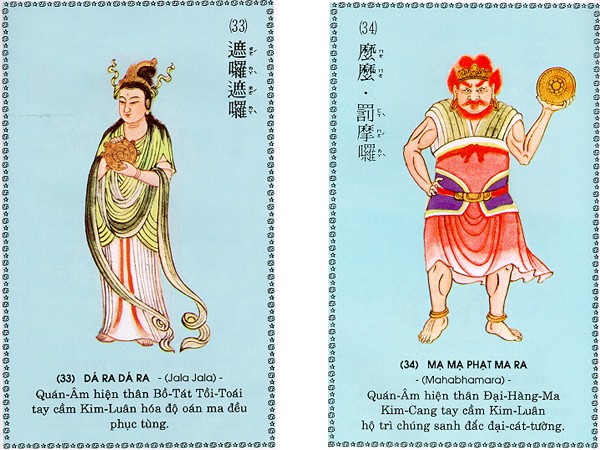 (33)
遮囉遮囉
(33) DÁ RA DÁ RA - (Jala Jala) -
Quán-Âm hiện thân Bồ-Tát Tồi-Toái
tay cầm Kim-Luân hóa độ oán ma đều
phục tùng.
(34)
麼麼・罰摩囉
(34) MẠ MẠ PHẠT MA RA
- (Mahabhamara) -
Quán-Âm hiện thân Đại-Hàng-Ma
Kim-Cang tay cầm Kim-Luân
hộ trì chúng sanh đắc đại-cát-tường.